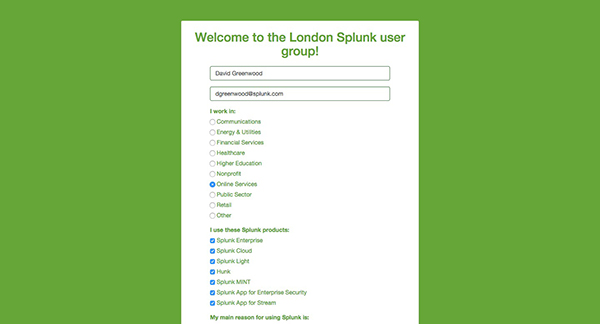 Welcome to the London Splunk user
group!
David Greenwood
dgreenwood@splunk.com
I work in:
Communications
Energy & Utilities
Financial Services
Healthcare
Higher Education
Nonprofit
Online Services
Public Sector
Retail
Other
I use these Splunk products:
Splunk Enterprise
Splunk Cloud
Splunk Light
Hunk
Splunk MINT
Splunk App for Enterprise Security
Splunk App for Stream
My main reason for using Splunk is: